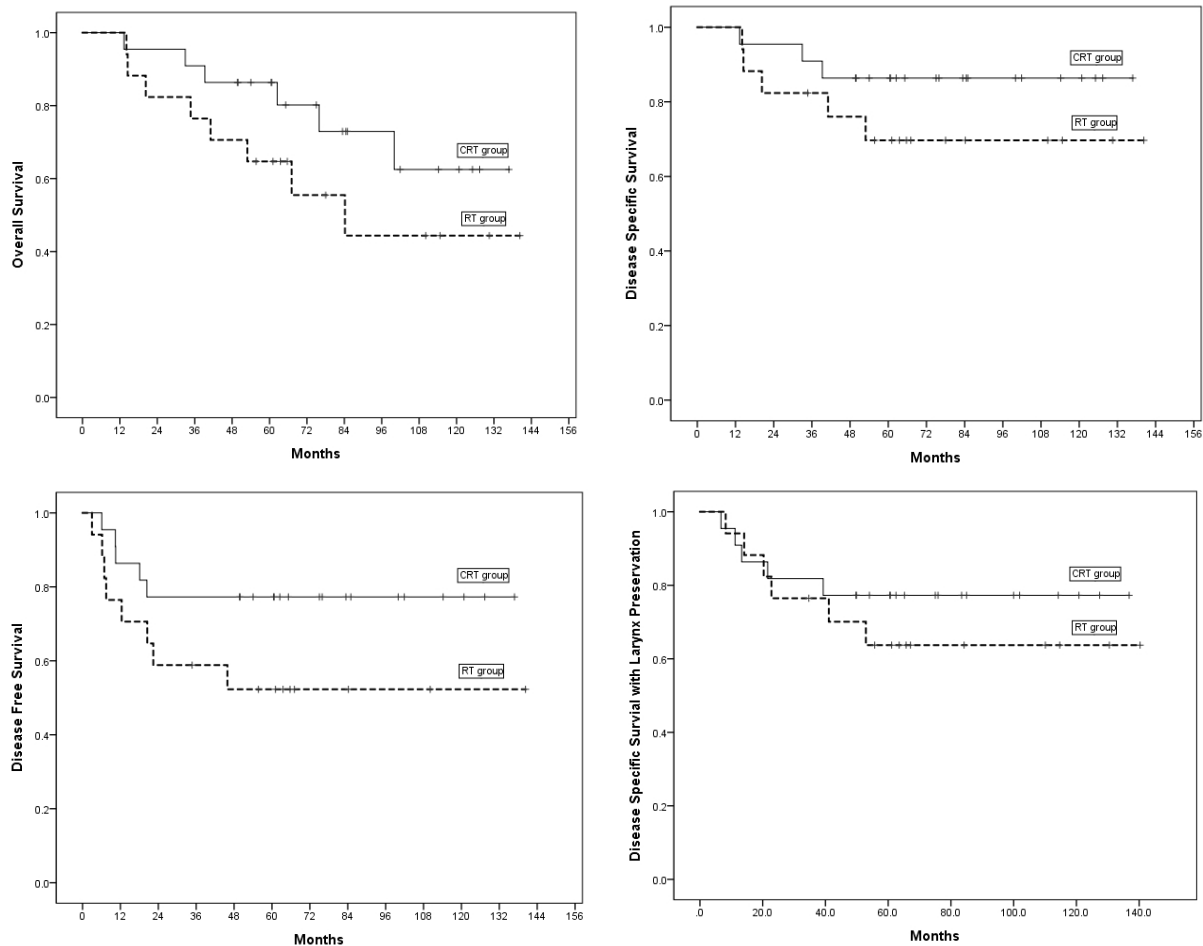 Overall Survival
1.0
0.8
0.6
0.4
0.2
0.0
CRT group
RT group
0 12 24 36 48 60 72 84 96 108 120 132 144 156
Months
Disease Specific Survival
1.0
0.8
0.6
0.4
0.2
0.0
CRT group
RT group
0 12 24 36 48 60 72 84 96 108 120 132 144 156
Months
Disease Free Survival
1.0
0.8
0.6
0.4
0.2
0.0
CRT group
RT group
0 12 24 36 48 60 72 84 96 108 120 132 144 156
Months
Disease Specific Survial with Larynx Preservation
1.0
0.8
0.6
0.4
0.2
0.0
CRT group
RT group
.0 20.0 40.0 60.0 80.0 100.0 120.0 140.0
Months